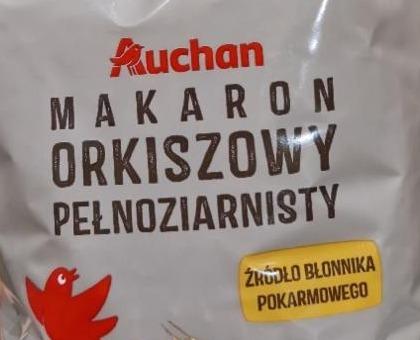 Auchan
MAKARON
ORKISZOWY
PEŁNOZIARNISTY
ŹRÓDŁO BŁONNIKA
POKARMOWEGO